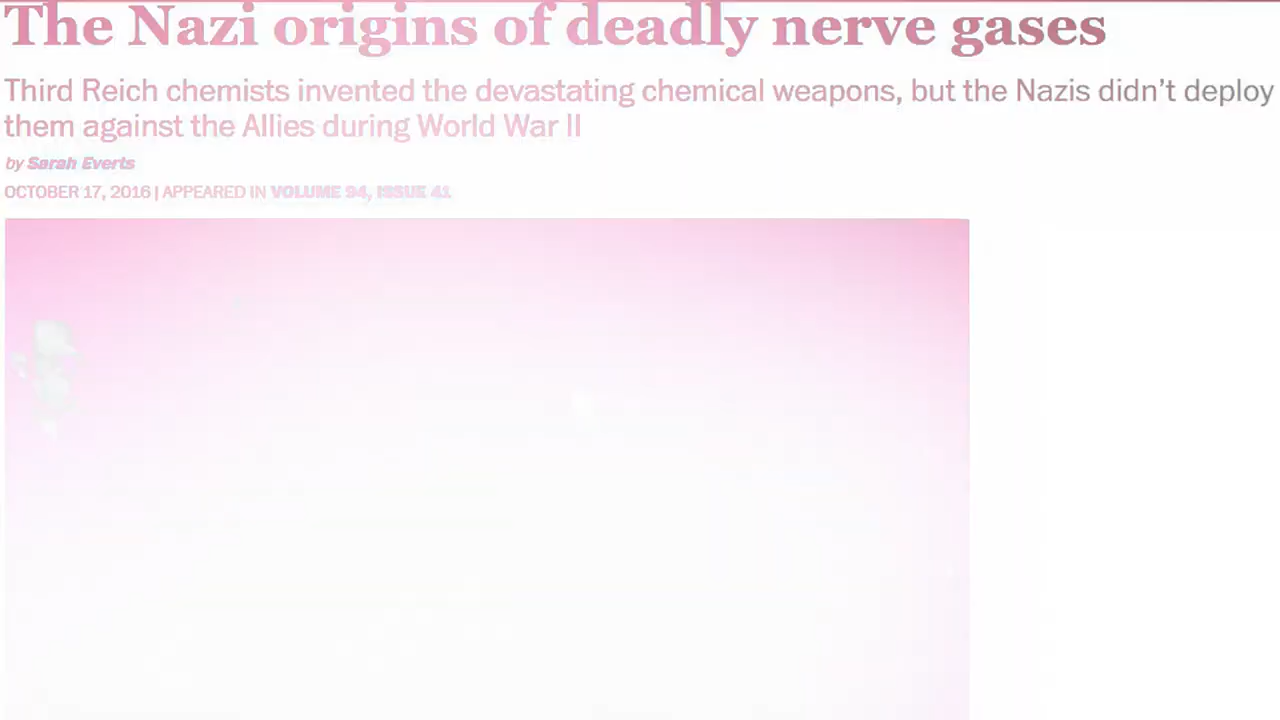 The Nazi origins of deadly nerve gases
Third Reich chemists invented the devastating chemical weapons, but the Nazis didn’t deploy
them against the Allies during World War II
by Sarah Everts
OCTOBER 17, 2016 | APPEARED IN VOLUME 94, ISSUE 41